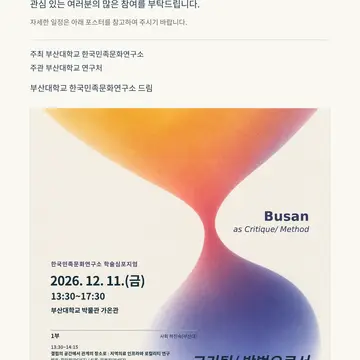 관심 있는 여러분의 많은 참여를 부탁드립니다.
자세한 일정은 아래 포스터를 참고하여 주시기 바랍니다.
주최 부산대학교 한국민족문화연구소
주관 부산대학교 연구처
부산대학교 한국민족문화연구소 드림
Busan
as Critique/ Method
한국민족문화연구소 학술심포지엄
2026. 12. 11.(금)
13:30~17:30
부산대학교 박물관 가온관
1부
사회
13:30~14:15